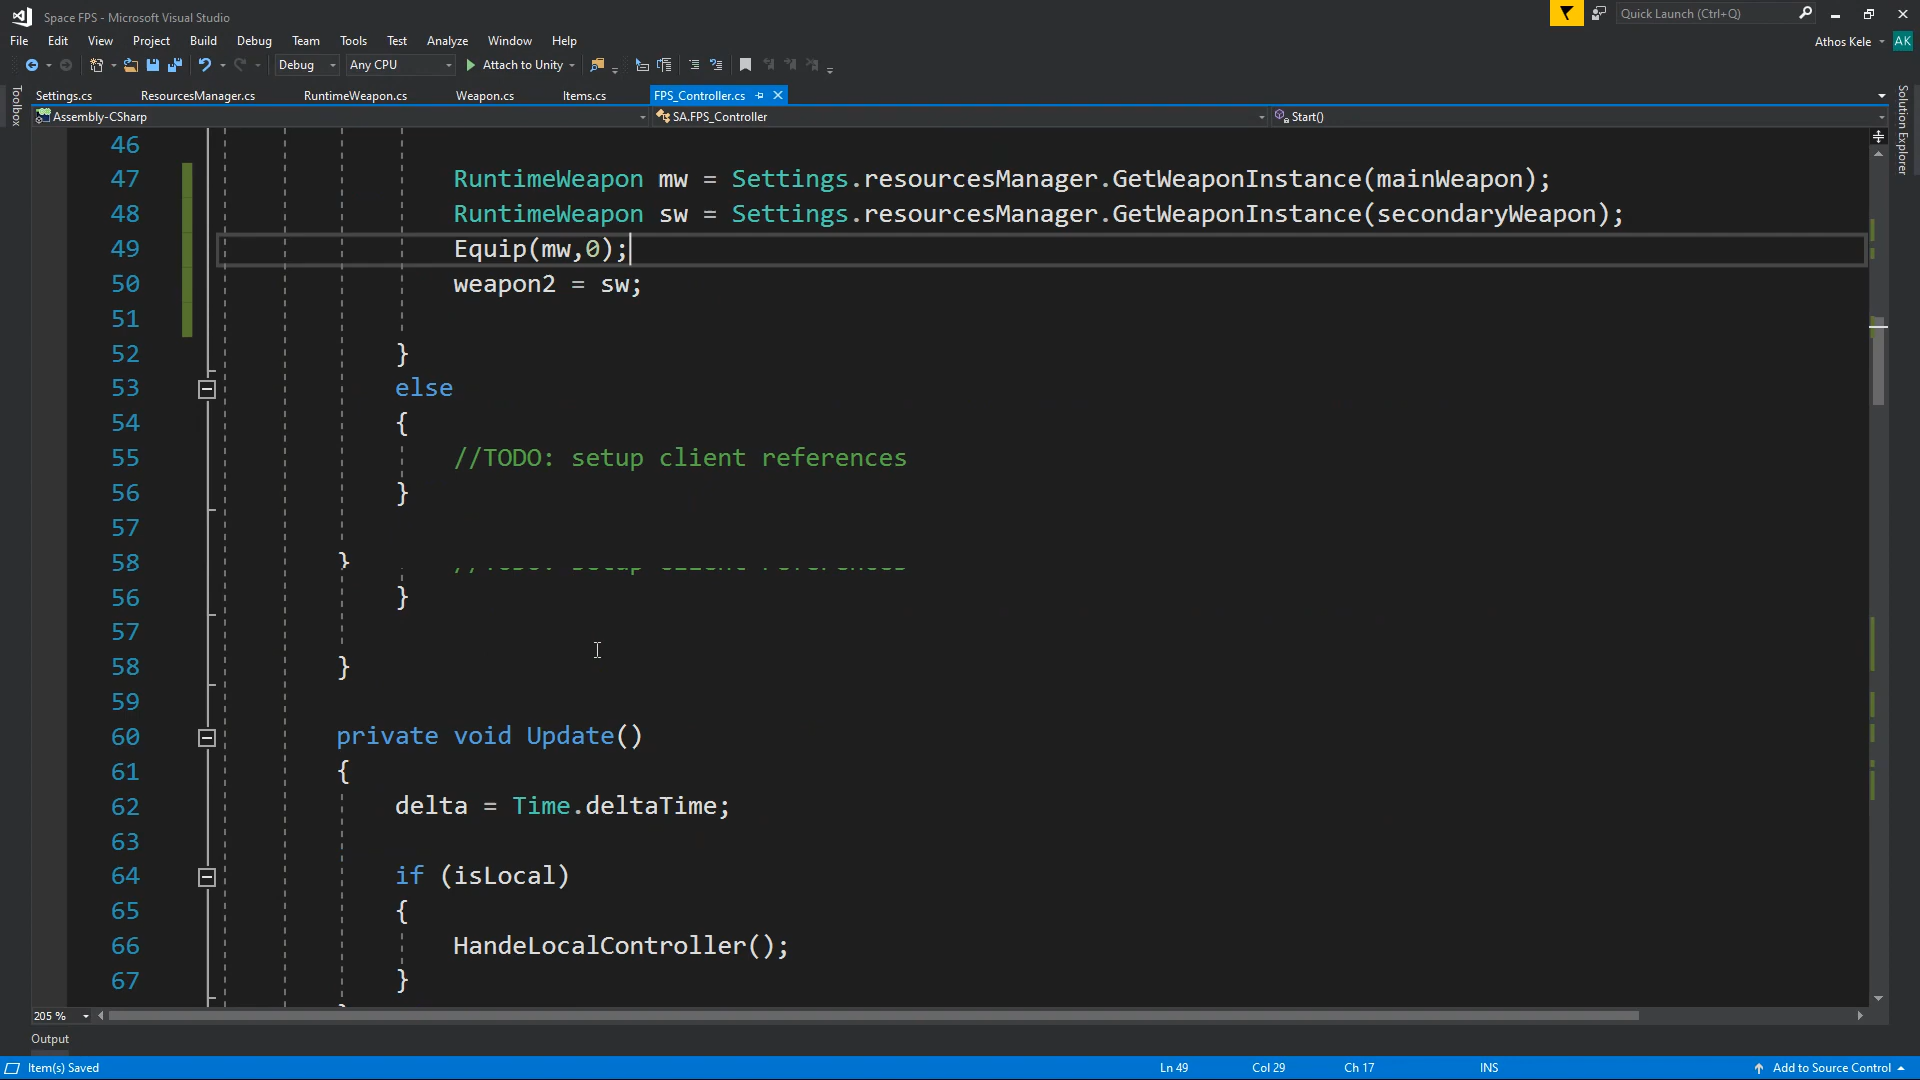 Space FPS - Microsoft Visual Studio
Quick Launch (Ctrl+Q)
File Edit View Project Build Debug Team Tools Test Analyze Window Help
Athos Kele AK
Debug Any CPU Attach to Unity
Toolbox
Settings.cs ResourcesManager.cs RuntimeWeapon.cs Weapon.cs Items.cs FPS_Controller.cs
Solution Explorer
Assembly-CSharp SA.FPS_Controller Start()
46
47 RuntimeWeapon mw = Settings.resourcesManager.GetWeaponInstance(mainWeapon);
48 RuntimeWeapon sw = Settings.resourcesManager.GetWeaponInstance(secondaryWeapon);
49 Equip(mw,0);
50 weapon2 = sw;
51
52 }
53 else
54 {
55 //TODO: setup client references
56 }
57
58 } //TODO: setup client references
56 }
57
58 }
59
60 private void Update()
61 {
62 delta = Time.deltaTime;
63
64 if (isLocal)
65 {
66 HandeLocalController();
67 }
205 %
Output
Item(s) Saved Ln 49 Col 29 Ch 17 INS Add to Source Control